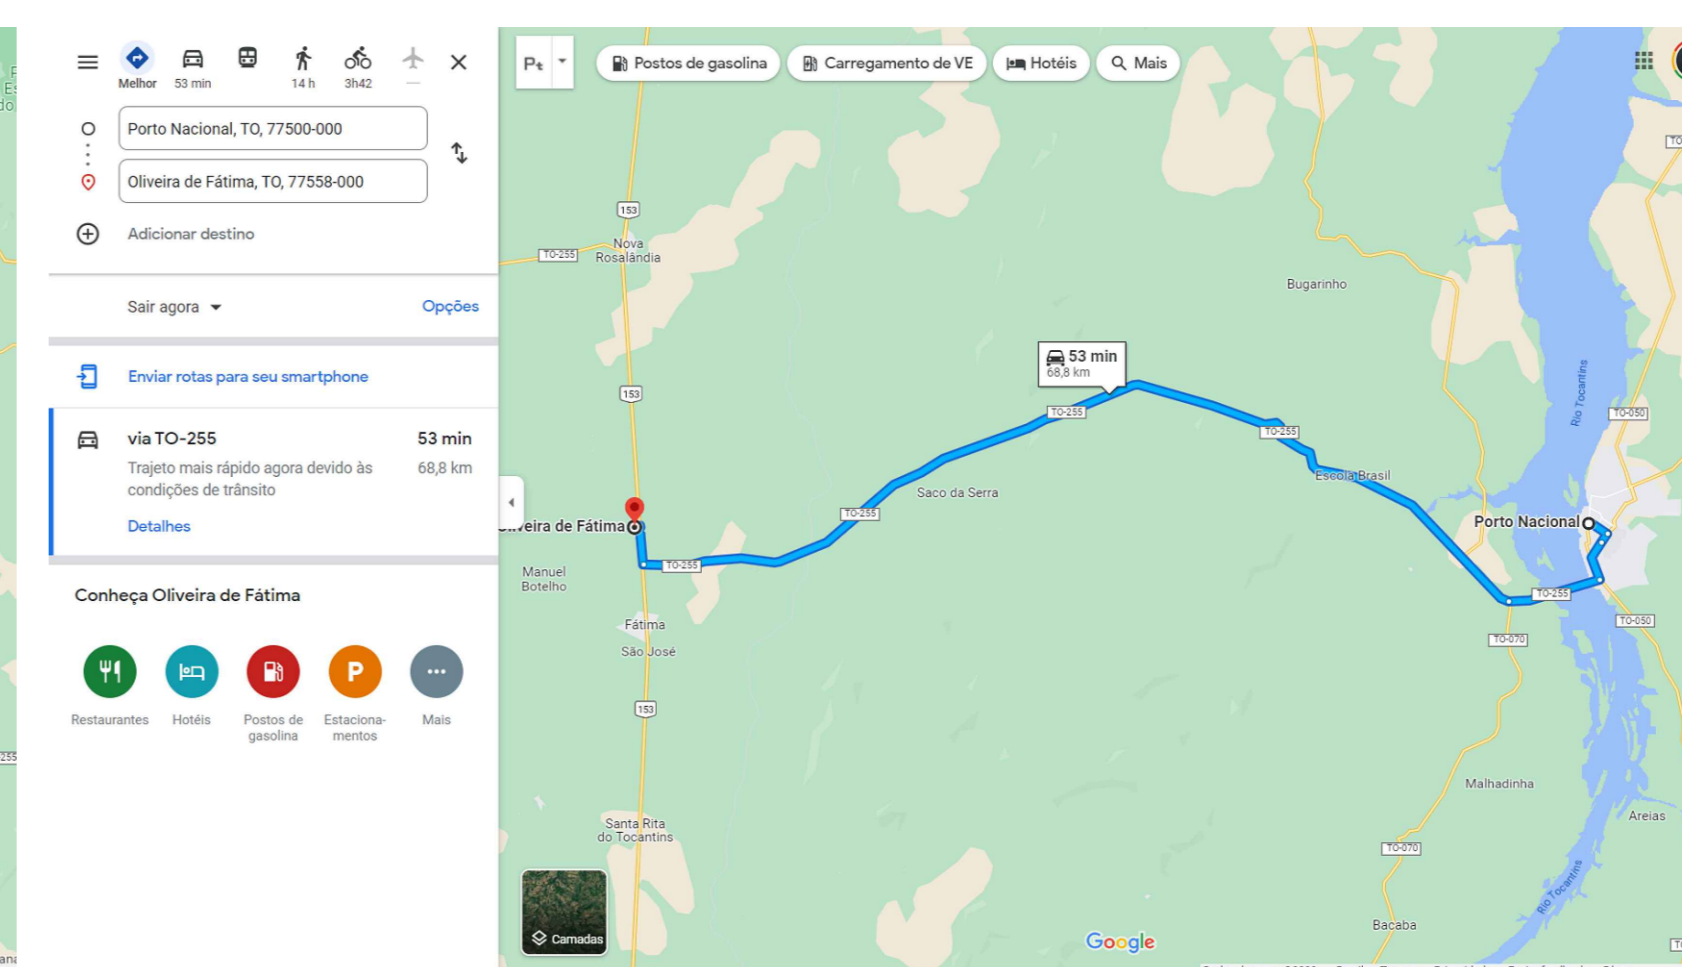 Melhor
53 min
14 h
3h42
Porto Nacional, TO, 77500-000
Oliveira de Fátima, TO, 77558-000
Adicionar destino
Sair agora
Opções
Enviar rotas para seu smartphone
via TO-255
53 min
Trajeto mais rápido agora devido às
68,8 km
condições de trânsito
Detalhes
Conheça Oliveira de Fátima
P
Restaurantes
Hotéis
Postos de
gasolina
Estaciona-
mentos
Mais
Postos de gasolina
Carregamento de VE
Hotéis
Mais
153
Nova
Rosalândia
TO-255
Bugarinho
53 min
68,8 km
153
TO-255
TO-255
Rio Tocantins
TO-050
Escola Brasil
Saco da Serra
TO-255
eira de Fátima
Porto Nacional
TO-255
Manuel
Botelho
TO-255
Fátima
TO-050
TO-070
São José
153
Malhadinha
Areias
Santa Rita
do Tocantins
TO-070
Rio Tocantins
Bacaba
Camadas
Google